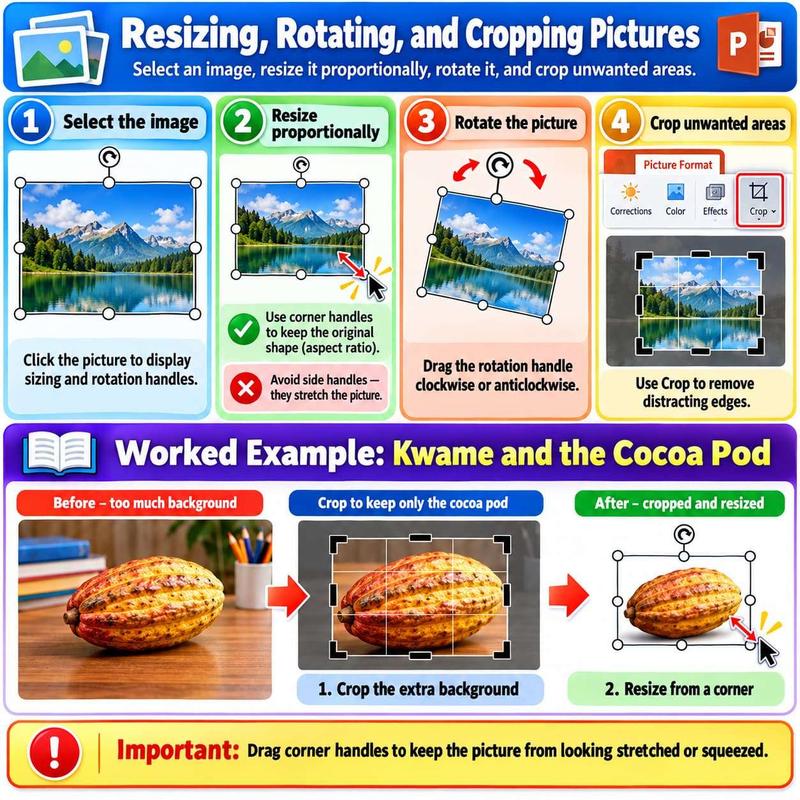 Resizing, Rotating, and Cropping Pictures
Select an image, resize it proportionally, rotate it, and crop unwanted areas.
P
1 Select the image
Click the picture to display
sizing and rotation handles.
2 Resize
proportionally
Use corner handles
to keep the original
shape (aspect ratio).
Avoid side handles —
they stretch the picture.
3 Rotate the picture
Drag the rotation handle
clockwise or anticlockwise.
4 Crop unwanted areas
Picture Format
Corrections Color Effects Crop
Use Crop to remove
distracting edges.
Worked Example: Kwame and the Cocoa Pod
Before – too much background
Crop to keep only the cocoa pod
1. Crop the extra background
After – cropped and resized
2. Resize from a corner
! Important: Drag corner handles to keep the picture from looking stretched or squeezed.